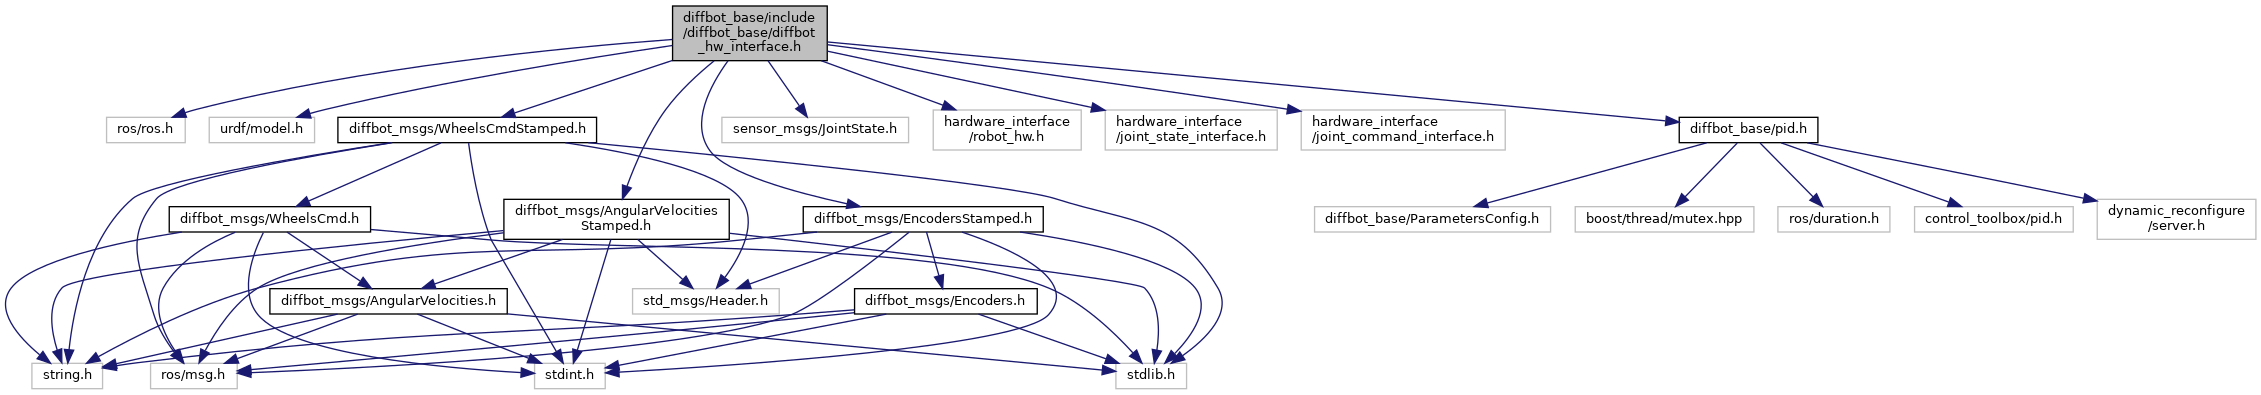 diffbot_base/include
/diffbot_base/diffbot
_hw_interface.h
ros/ros.h
urdf/model.h
diffbot_msgs/WheelsCmdStamped.h
sensor_msgs/JointState.h
hardware_interface
/robot_hw.h
hardware_interface
/joint_state_interface.h
hardware_interface
/joint_command_interface.h
diffbot_base/pid.h
diffbot_msgs/WheelsCmd.h
diffbot_msgs/AngularVelocities
Stamped.h
diffbot_msgs/EncodersStamped.h
diffbot_base/ParametersConfig.h
boost/thread/mutex.hpp
ros/duration.h
control_toolbox/pid.h
dynamic_reconfigure
/server.h
diffbot_msgs/AngularVelocities.h
std_msgs/Header.h
diffbot_msgs/Encoders.h
string.h
ros/msg.h
stdint.h
stdlib.h